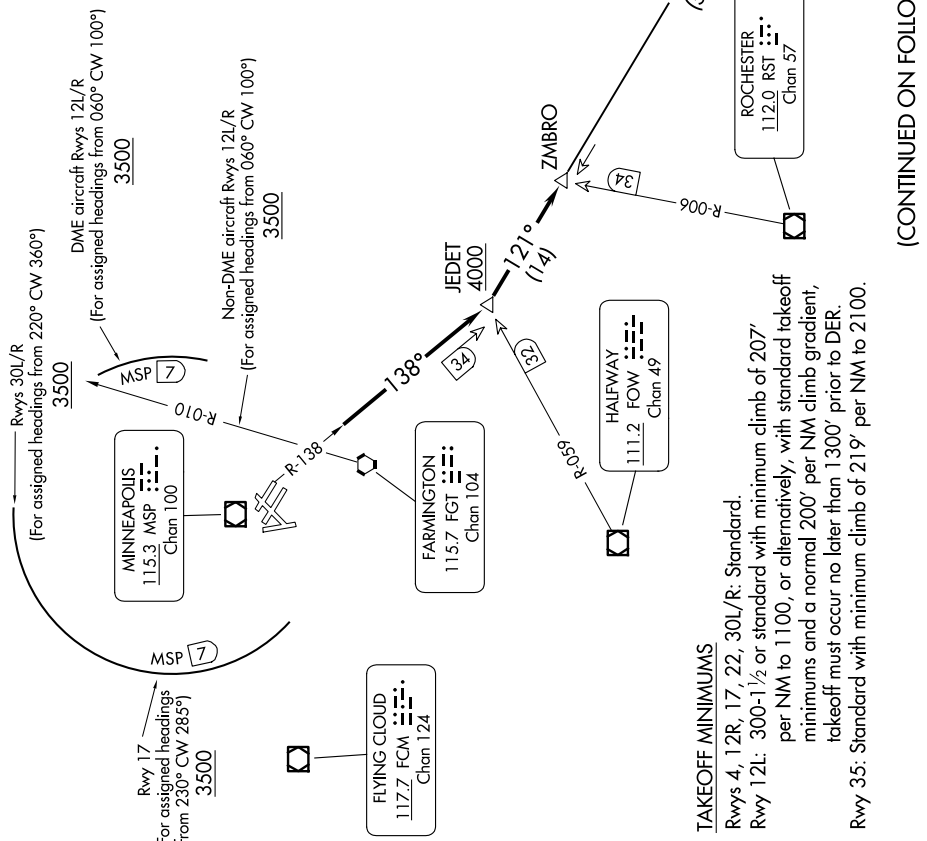 Rwys 30L/R
(For assigned headings from 220° CW 360°)
3500
DME aircraft Rwys 12L/R
(For assigned headings from 060° CW 100°)
3500
Non-DME aircraft Rwys 12L/R
(For assigned headings from 060° CW 100°)
3500
Rwy 17
For assigned headings
from 230° CW 285°)
3500
MSP 7
MSP 7
R-010
MINNEAPOLIS
115.3 MSP
Chan 100
R-138
138°
FARMINGTON
115.7 FGT
Chan 104
JEDET
4000
34
121°
(14)
ZMBRO
34
R-006
ROCHESTER
112.0 RST
Chan 57
32
R-059
HALFWAY
111.2 FOW
Chan 49
FLYING CLOUD
117.7 FCM
Chan 124
TAKEOFF MINIMUMS
Rwys 4, 12R, 17, 22, 30L/R: Standard.
Rwy 12L: 300-1½ or standard with minimum climb of 207'
per NM to 1100, or alternatively, with standard takeoff
minimums and a normal 200' per NM climb gradient,
takeoff must occur no later than 1300' prior to DER.
Rwy 35: Standard with minimum climb of 219' per NM to 2100.
(CONTINUED ON FOLLO